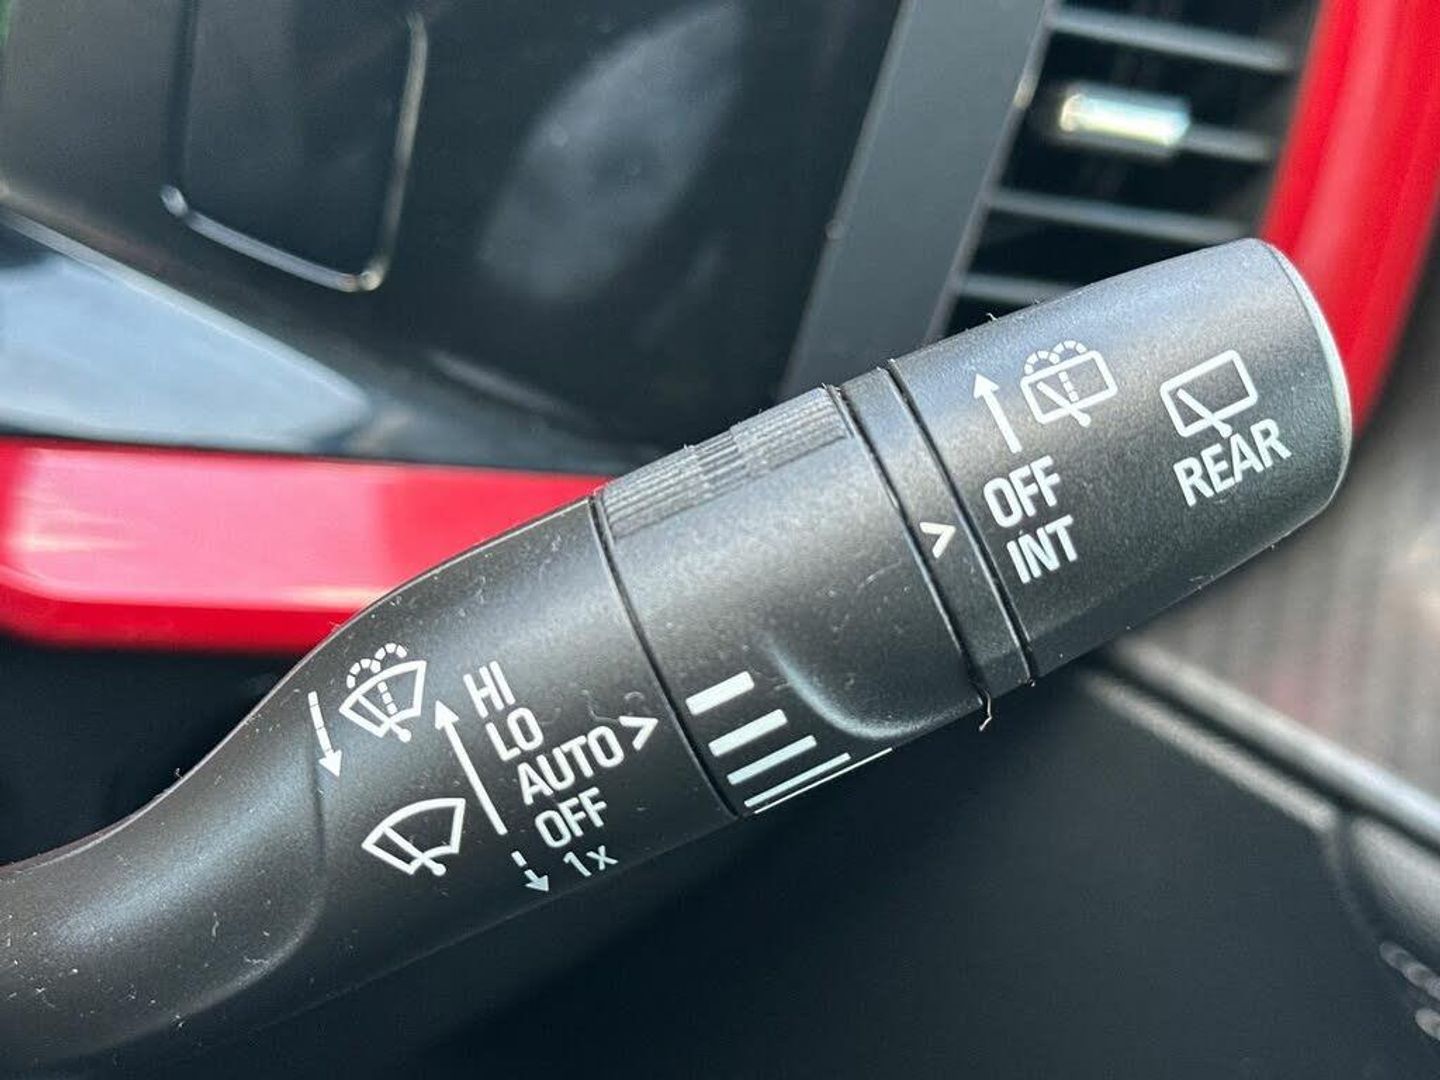 HI
LO
AUTO >
OFF
1x
> OFF
INT
REAR